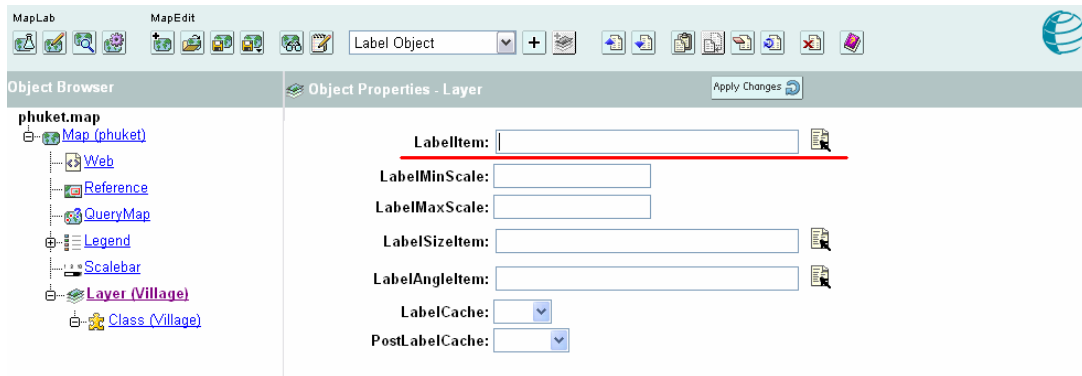 MapLab MapEdit
Label Object
Object Browser
Object Properties - Layer Apply Changes
phuket.map
Map (phuket)
Web
Reference
QueryMap
Legend
Scalebar
Layer (Village)
Class (Village)
LabelItem:
LabelMinScale:
LabelMaxScale:
LabelSizeItem:
LabelAngleItem:
LabelCache:
PostLabelCache: